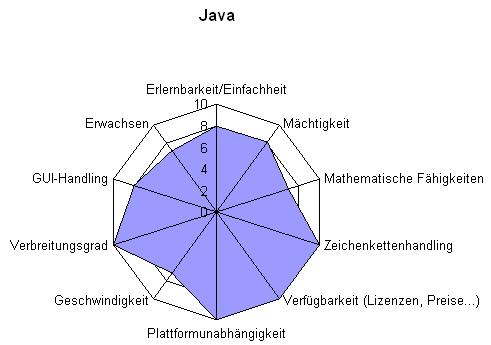 Java
Erlernbarkeit/Einfachheit
10
Erwachsen
8
Mächtigkeit
6
GUI-Handling
4
Mathematische Fähigkeiten
2
0
Verbreitungsgrad
Zeichenkettenhandling
Geschwindigkeit
Verfügbarkeit (Lizenzen, Preise...)
Plattformunabhängigkeit